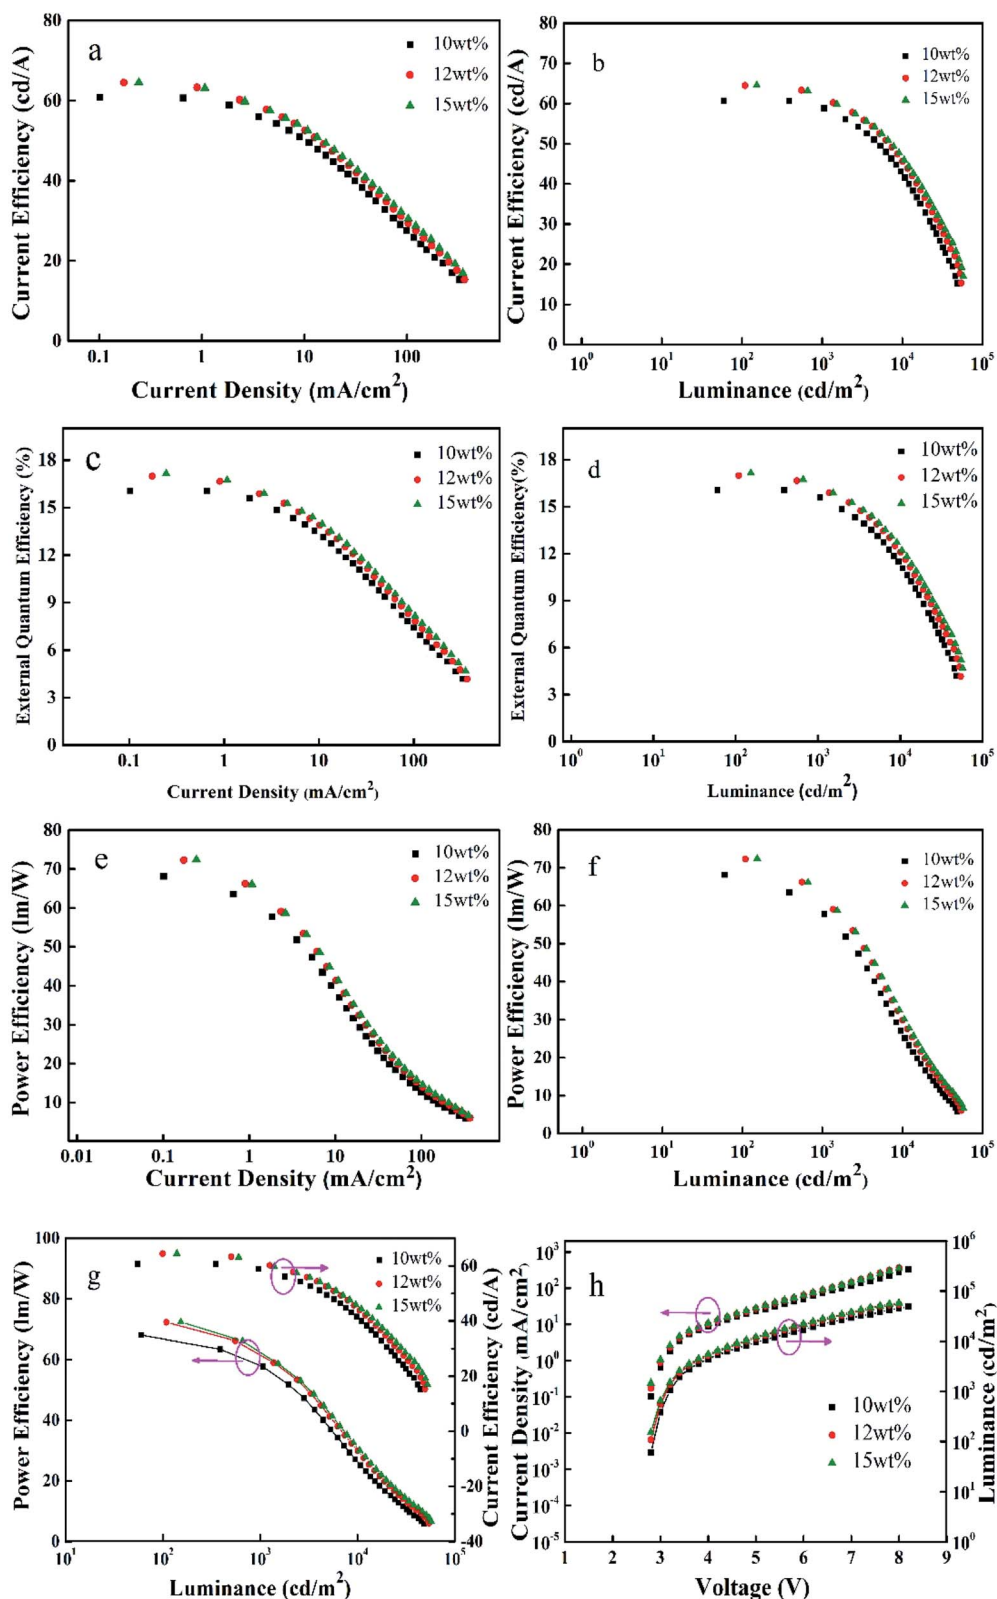 a
10wt%
12wt%
15wt%
80
60
40
20
0
0.1
1
10
100
Current Efficiency (cd/A)
Current Density (mA/cm²)
b
10wt%
12wt%
15wt%
80
70
60
50
40
30
20
10
0
10⁰
10¹
10²
10³
10⁴
10⁵
Current Efficiency (cd/A)
Luminance (cd/m²)
c
10wt%
12wt%
15wt%
18
15
12
9
6
3
0
0.1
1
10
100
External Quantum Efficiency (%)
Current Density (mA/cm²)
d
10wt%
12wt%
15wt%
18
15
12
9
6
3
0
10⁰
10¹
10²
10³
10⁴
10⁵
External Quantum Efficiency(%)
Luminance (cd/m²)
e
10wt%
12wt%
15wt%
80
70
60
50
40
30
20
10
0.01
0.1
1
10
100
Power Efficiency (lm/W)
Current Density (mA/cm²)
f
10wt%
12wt%
15wt%
80
70
60
50
40
30
20
10
0
10⁰
10¹
10²
10³
10⁴
10⁵
Power Efficiency (lm/W)
Luminance (cd/m²)
g
10wt%
12wt%
15wt%
100
80
60
40
20
0
60
40
20
0
-20
-40
10¹
10²
10³
10⁴
10⁵
Power Efficiency (lm/W)
Current Efficiency (cd/A)
Luminance (cd/m²)
h
10wt%
12wt%
15wt%
10³
10²
10¹
10⁰
10⁻¹
10⁻²
10⁻³
10⁻⁴
10⁻⁵
10⁶
10⁵
10⁴
10³
10²
10¹
10⁰
1
2
3
4
5
6
7
8
9
Current Density (mA/cm²)
Luminance (cd/m²)
Voltage (V)